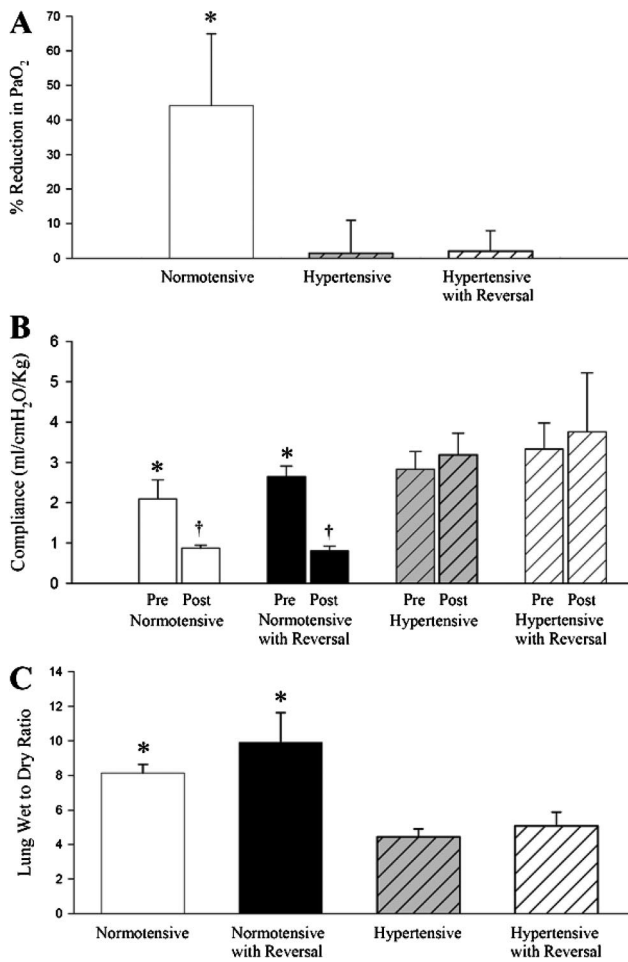 A
% Reduction in PaO₂
70
60
50
40
30
20
10
0
*
Normotensive
Hypertensive
Hypertensive
with Reversal
B
Compliance (ml/cmH₂O/Kg)
6
5
4
3
2
1
0
*
†
*
†
Pre Post Pre Post Pre Post Pre Post
Normotensive Normotensive Hypertensive Hypertensive
with Reversal with Reversal
C
Lung Wet to Dry Ratio
14
12
10
8
6
4
2
0
*
*
Normotensive Normotensive Hypertensive Hypertensive
with Reversal with Reversal